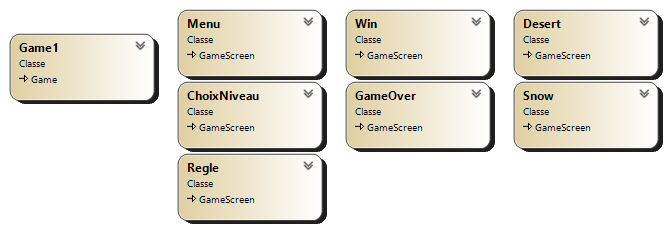 Game1
Classe
Game
Menu
Classe
GameScreen
ChoixNiveau
Classe
GameScreen
Regle
Classe
GameScreen
Win
Classe
GameScreen
GameOver
Classe
GameScreen
Desert
Classe
GameScreen
Snow
Classe
GameScreen